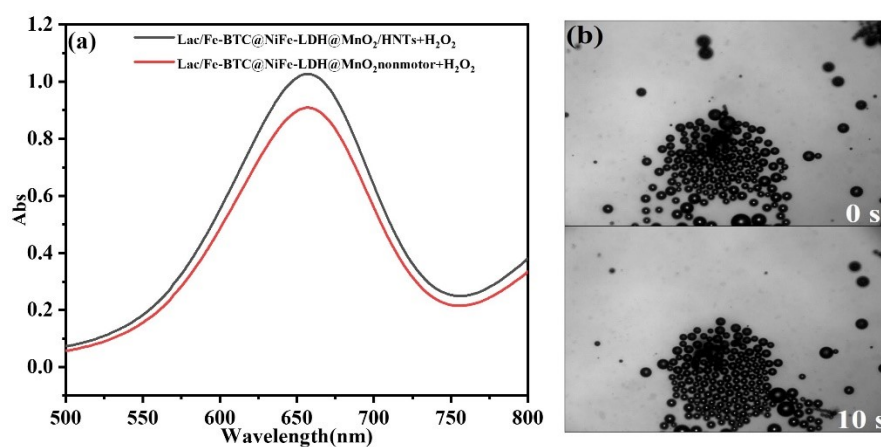 (a)
Lac/Fe-BTC@NiFe-LDH@MnO₂/HNTs+H₂O₂
Lac/Fe-BTC@NiFe-LDH@MnO₂nonmotor+H₂O₂
1.2
1.0
0.8
0.6
0.4
0.2
0.0
Abs
500
550
600
650
700
750
800
Wavelength(nm)
(b)
0 s
10 s